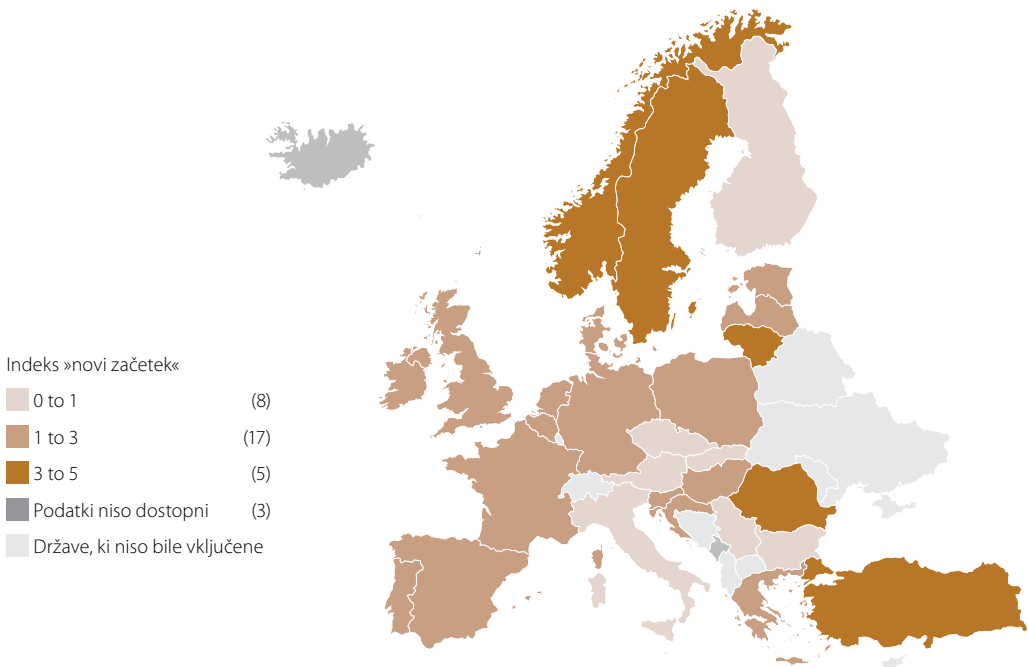 Indeks »novi začetek«
0 to 1 (8)
1 to 3 (17)
3 to 5 (5)
Podatki niso dostopni (3)
Države, ki niso bile vključene